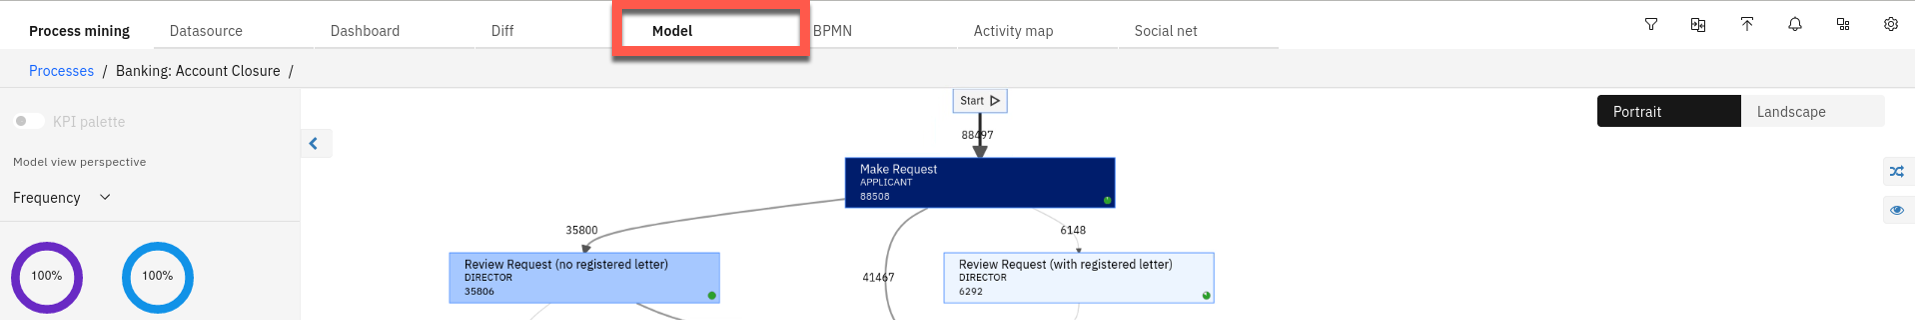 Process mining
Datasource
Dashboard
Diff
Model
BPMN
Activity map
Social net
Processes / Banking: Account Closure /
KPI palette
Model view perspective
Frequency
100%
100%
Start
88497
Make Request
APPLICANT
88508
35800
6148
Review Request (no registered letter)
DIRECTOR
35806
41467
Review Request (with registered letter)
DIRECTOR
6292
Portrait
Landscape